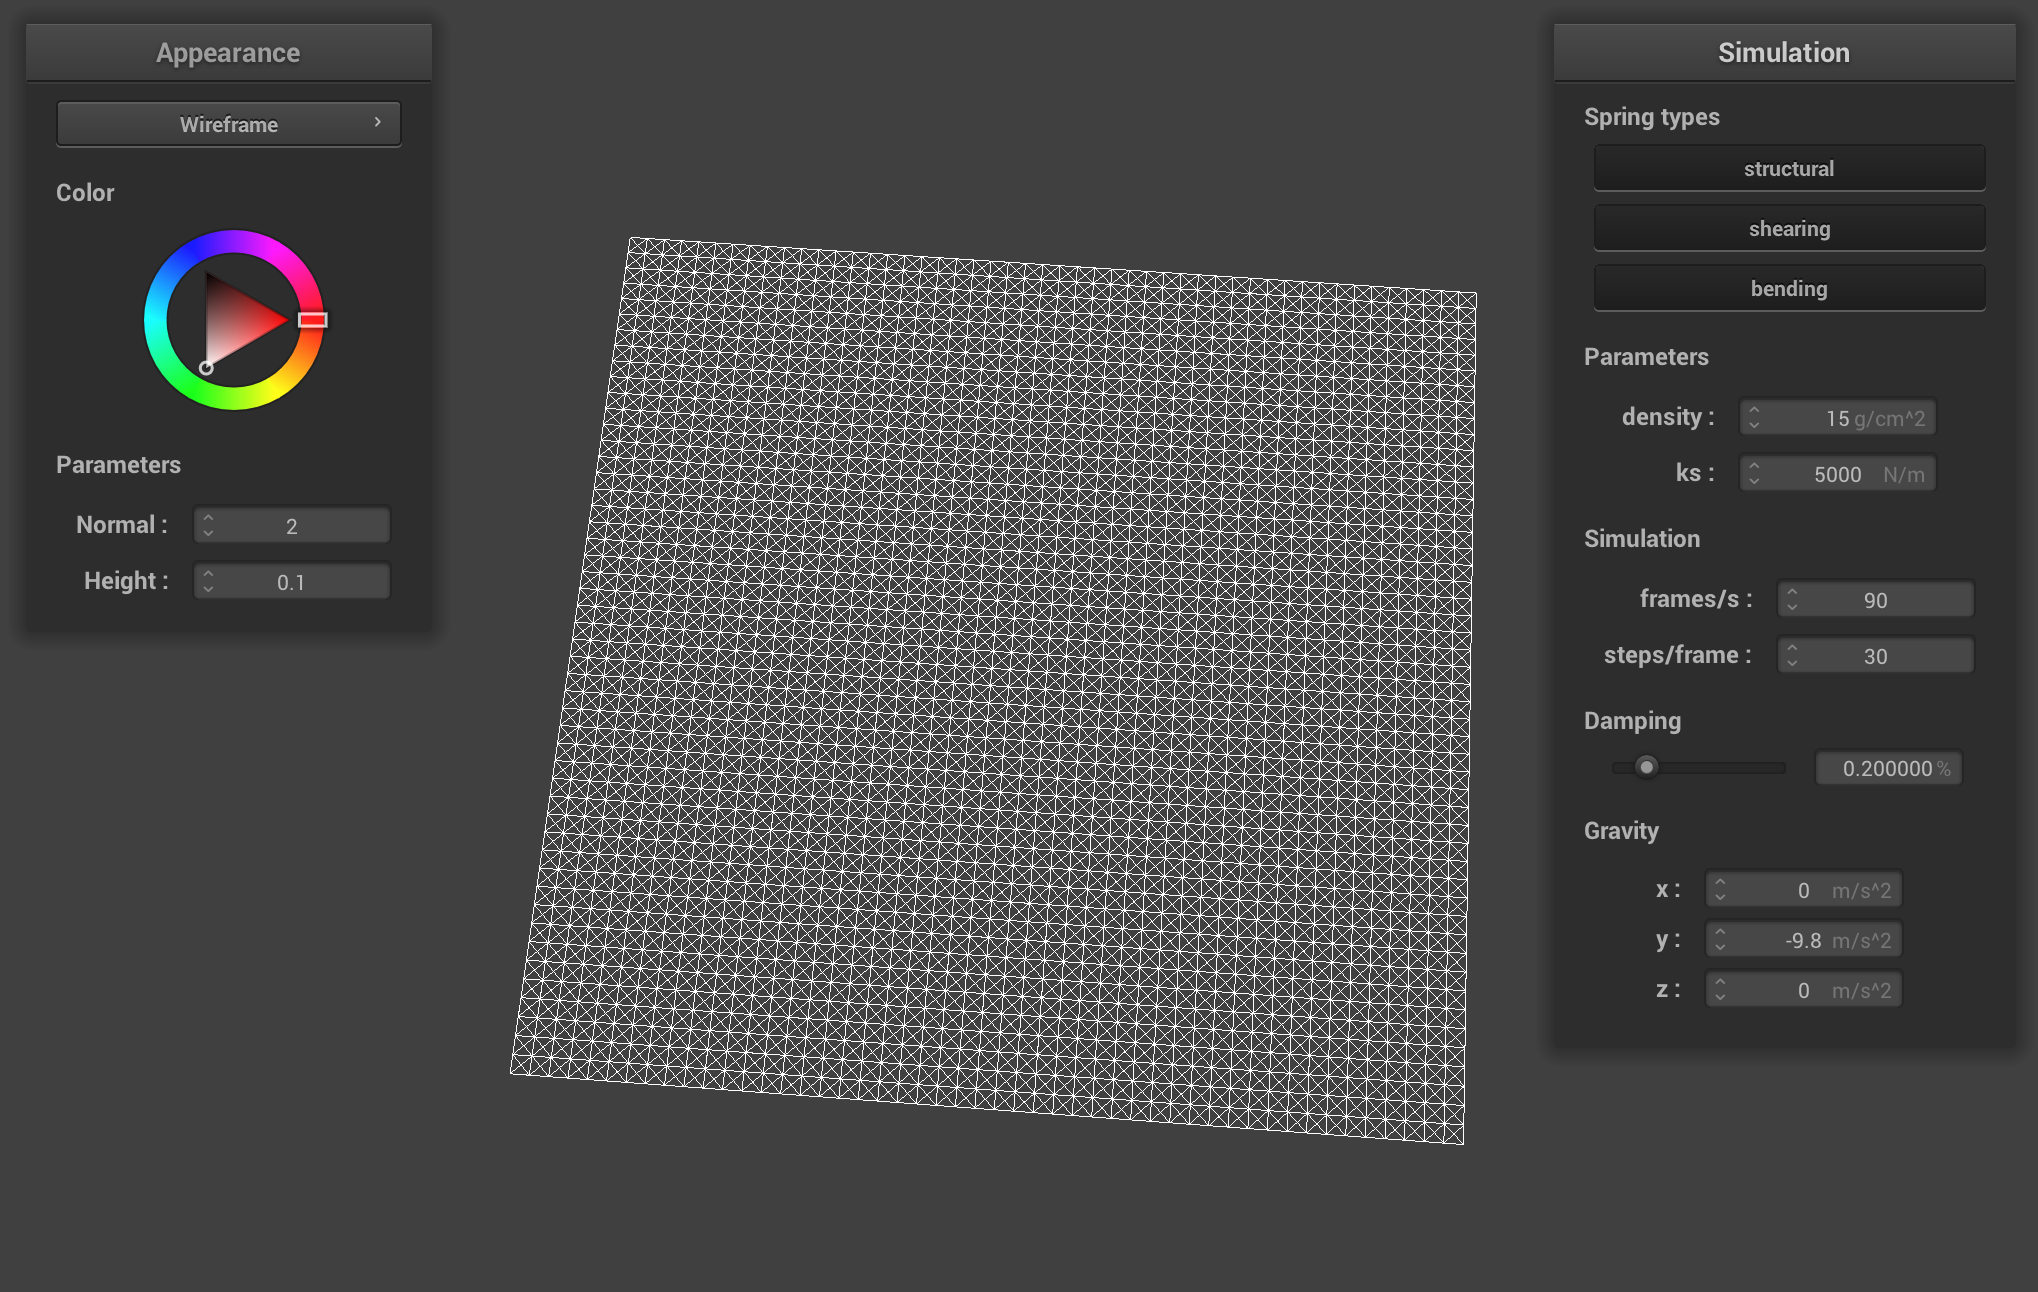 Appearance
Wireframe
Color
Parameters
Normal : 2
Height : 0.1
Simulation
Spring types
structural
shearing
bending
Parameters
density : 15 g/cm^2
ks : 5000 N/m
Simulation
frames/s : 90
steps/frame : 30
Damping
0.200000 %
Gravity
x : 0 m/s^2
y : -9.8 m/s^2
z : 0 m/s^2